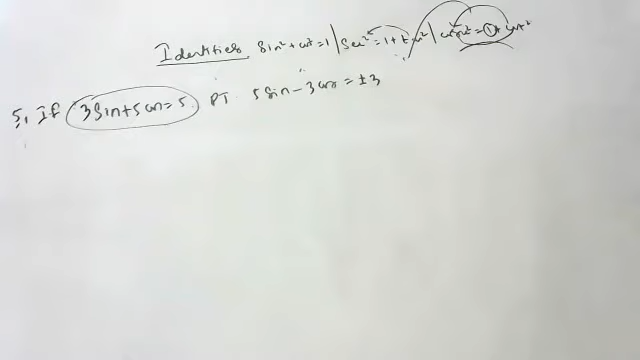 Identities sin² + cos² = 1 | sec² = 1 + tan² | cosec² = 1 + cot²
5, If 3 sin + 5 cos = 5. PT 5 sin - 3 cos = ±3